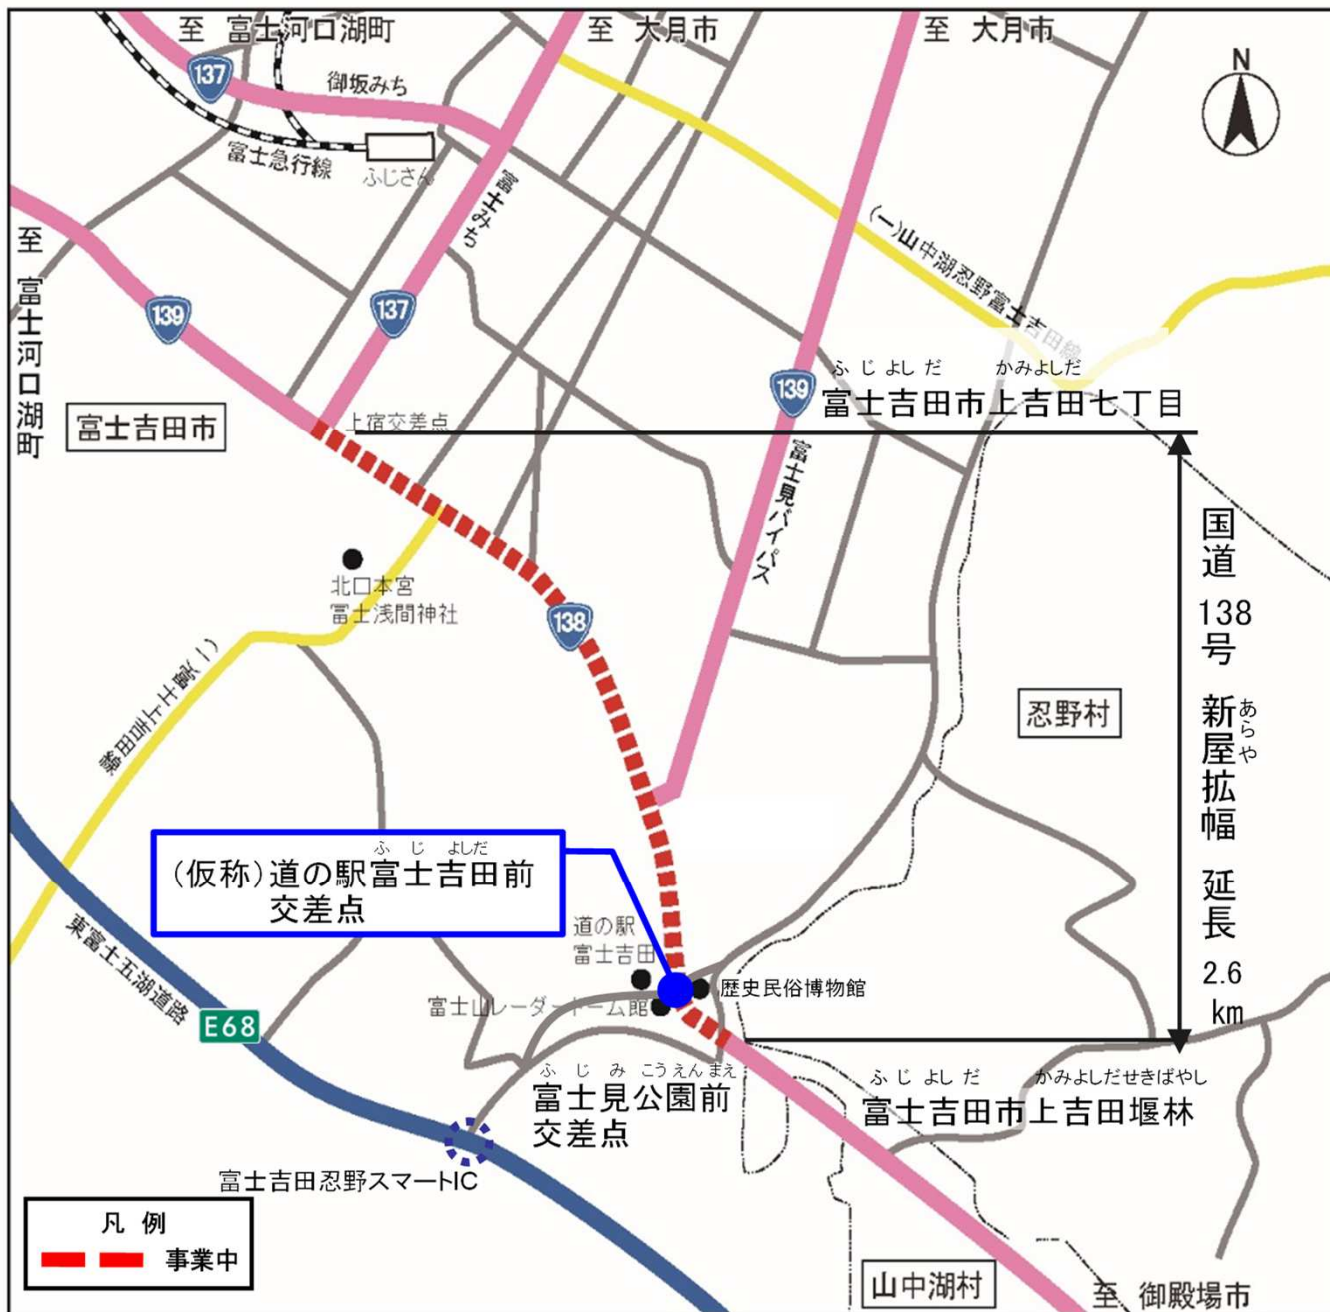 至 富士河口湖町
至 大月市
至 大月市
N
137
御坂みち
富士急行線
ふじさん
富士みち
(一)山中湖忍野富士吉田線
至 富士河口湖町
139
137
139
ふじよしだ かみよしだ
富士吉田市上吉田七丁目
富士吉田市
上宿交差点
富士見バイパス
国道138号 新屋拡幅 延長2.6km
あらや
北口本宮
冨士浅間神社
138
忍野村
(一)富士上吉田線
ふじよしだ
(仮称)道の駅富士吉田前
交差点
道の駅
富士吉田
歴史民俗博物館
富士山レーダードーム館
東富士五湖道路
E68
ふじみこうえんまえ
富士見公園前
交差点
ふじよしだ かみよしだせきばやし
富士吉田市上吉田堰林
富士吉田忍野スマートIC
凡 例
事業中
山中湖村
至 御殿場市